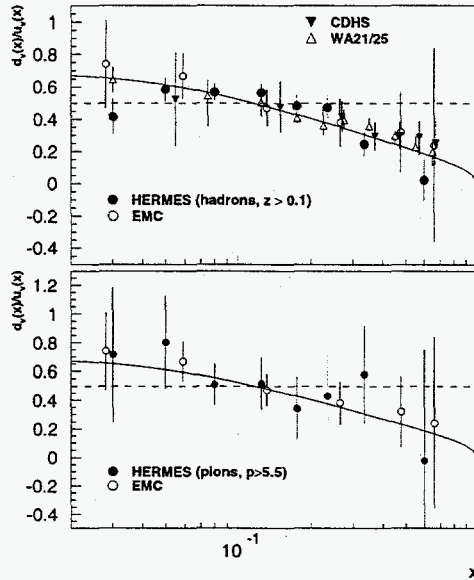 d_v(x)/u_v(x)
1
0.8
0.6
0.4
0.2
0
-0.2
-0.4
▼ CDHS
△ WA21/25
● HERMES (hadrons, z > 0.1)
○ EMC
d_v(x)/u_v(x)
1.2
1
0.8
0.6
0.4
0.2
0
-0.2
-0.4
● HERMES (pions, p>5.5)
○ EMC
10^-1
x